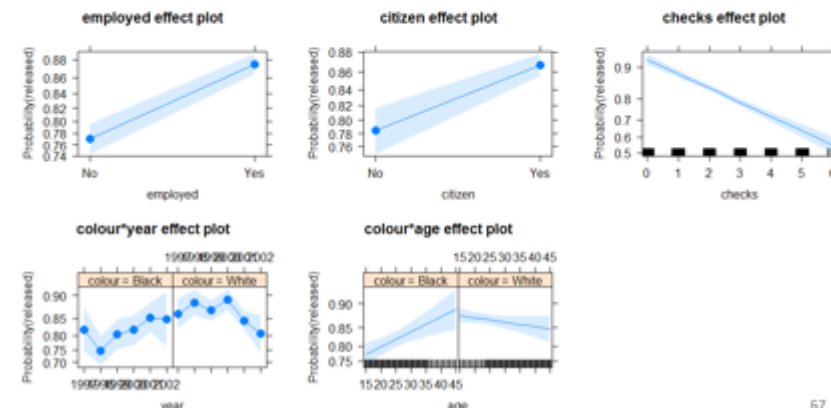 employed effect plot
citizen effect plot
checks effect plot
Probability(released)
0.88
0.86
0.84
0.82
0.80
0.78
0.76
0.74
No Yes
employed
Probability(released)
0.88
0.86
0.84
0.82
0.80
0.78
0.76
No Yes
citizen
Probability(released)
0.9
0.8
0.7
0.6
0.5
0 1 2 3 4 5 6
checks
colour*year effect plot
colour*age effect plot
colour = Black colour = White
Probability(released)
0.90
0.85
0.80
0.75
0.70
year
15 20 25 30 35 40 45
colour = Black colour = White
Probability(released)
0.90
0.85
0.80
0.75
15 20 25 30 35 40 45
age
67